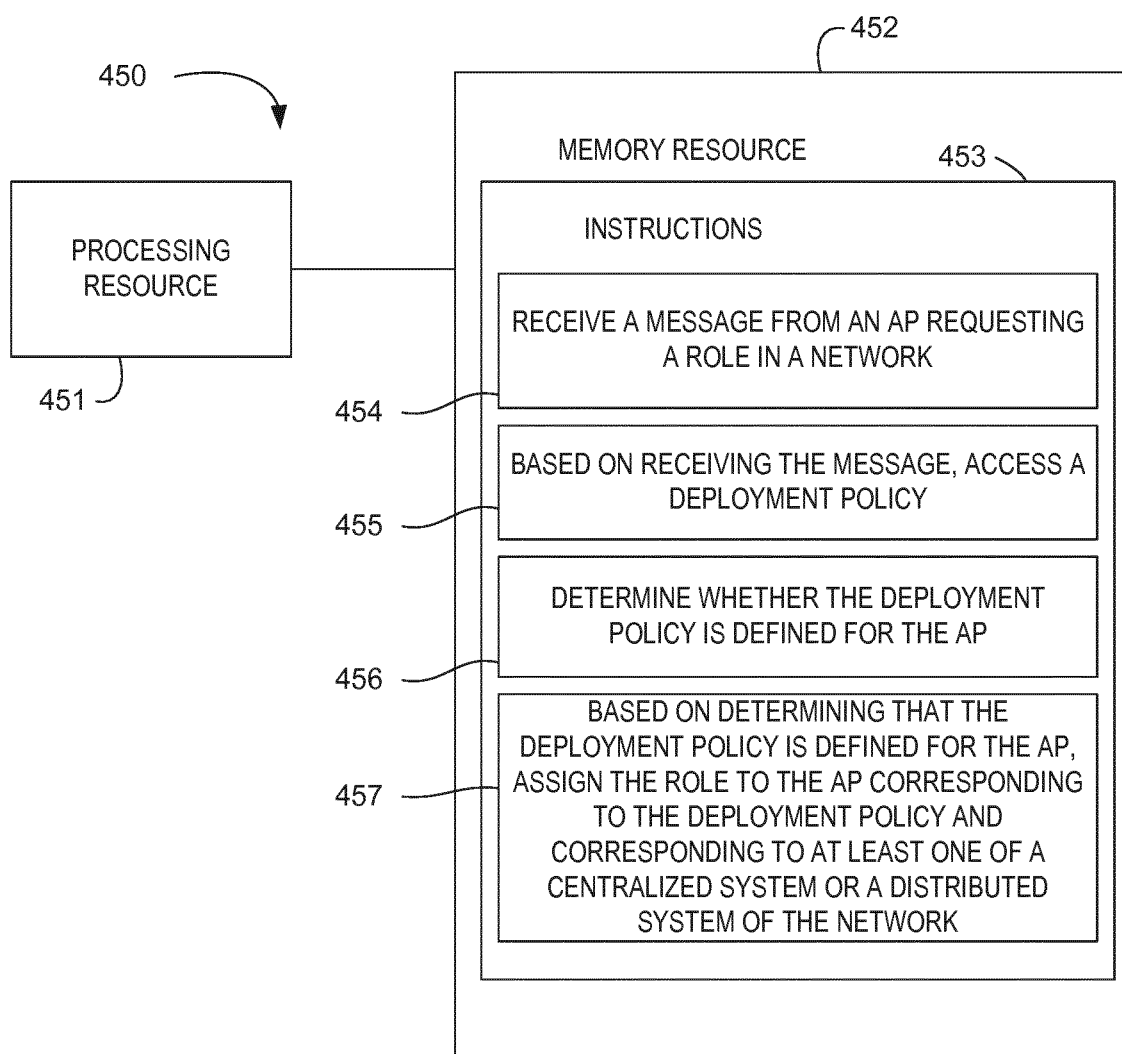 452
450
MEMORY RESOURCE
453
PROCESSING
RESOURCE
451
INSTRUCTIONS
RECEIVE A MESSAGE FROM AN AP REQUESTING
A ROLE IN A NETWORK
454
BASED ON RECEIVING THE MESSAGE, ACCESS A
DEPLOYMENT POLICY
455
DETERMINE WHETHER THE DEPLOYMENT
POLICY IS DEFINED FOR THE AP
456
BASED ON DETERMINING THAT THE
DEPLOYMENT POLICY IS DEFINED FOR THE AP,
ASSIGN THE ROLE TO THE AP CORRESPONDING
TO THE DEPLOYMENT POLICY AND
CORRESPONDING TO AT LEAST ONE OF A
CENTRALIZED SYSTEM OR A DISTRIBUTED
SYSTEM OF THE NETWORK
457